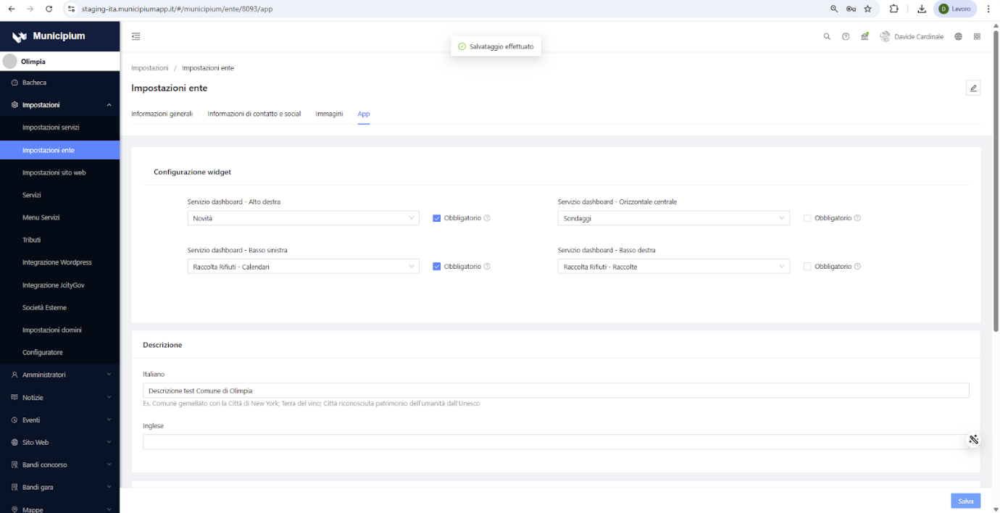 staging-ita.municipiumapp.it/#/municipium/ente/8093/app
D
Lavoro
Municipium
Olimpia
Bacheca
Impostazioni
Impostazioni servizi
Impostazioni ente
Impostazioni sito web
Servizi
Menu Servizi
Tributi
Integrazione Wordpress
Integrazione JcityGov
Società Esterne
Impostazioni domini
Configuratore
Amministratori
Notizie
Eventi
Sito Web
Bandi concorso
Bandi gara
Mappe
Salvataggio effettuato
Davide Cardinale
Impostazioni / Impostazioni ente
Impostazioni ente
Informazioni generali Informazioni di contatto e social Immagini App
Configurazione widget
Servizio dashboard - Alto destra
Novità
Obbligatorio
Servizio dashboard - Orizzontale centrale
Sondaggi
Obbligatorio
Servizio dashboard - Basso sinistra
Raccolta Rifiuti - Calendari
Obbligatorio
Servizio dashboard - Basso destra
Raccolta Rifiuti - Raccolte
Obbligatorio
Descrizione
Italiano
Descrizione test Comune di Olimpia
Es. Comune gemellato con la Città di New York; Terra del vino; Città riconosciuta patrimonio dell'umanità dall'Unesco
Inglese
Salva